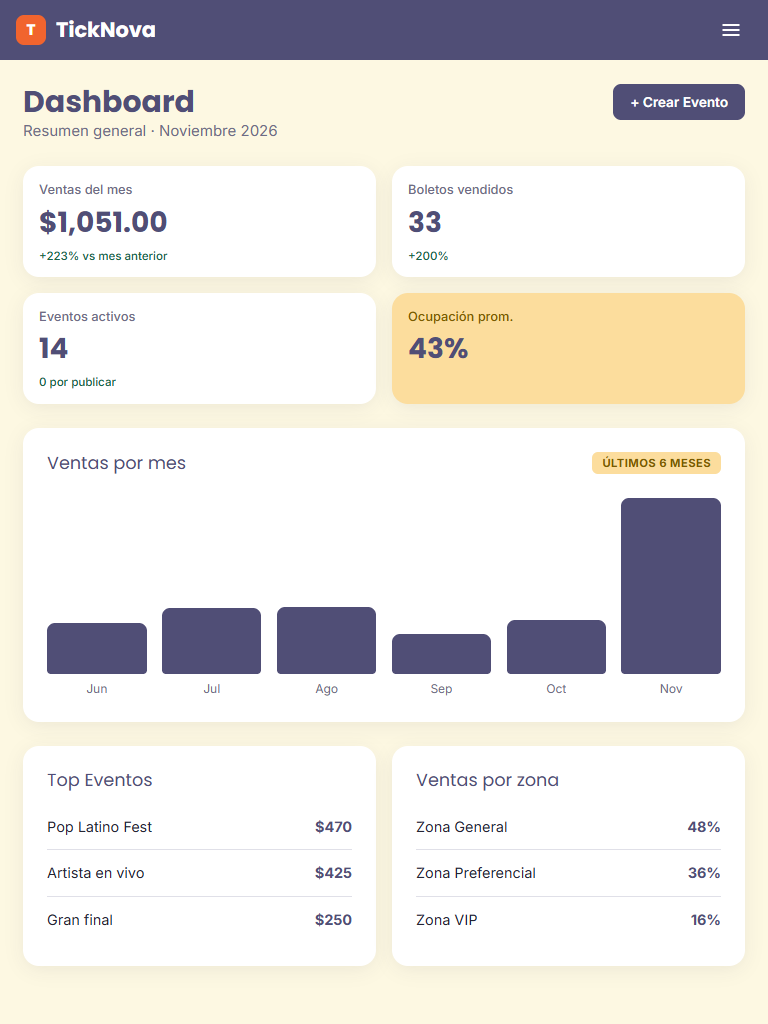 T TickNova
Dashboard
+ Crear Evento
Resumen general · Noviembre 2026
Ventas del mes
$1,051.00
+223% vs mes anterior
Boletos vendidos
33
+200%
Eventos activos
14
0 por publicar
Ocupación prom.
43%
Ventas por mes
ÚLTIMOS 6 MESES
Jun Jul Ago Sep Oct Nov
Top Eventos
Pop Latino Fest $470
Artista en vivo $425
Gran final $250
Ventas por zona
Zona General 48%
Zona Preferencial 36%
Zona VIP 16%